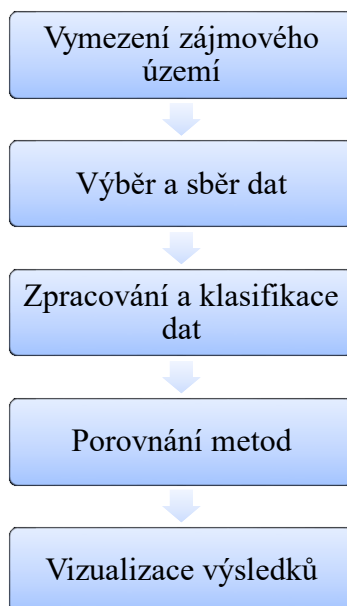 Vymezení zájmového
území
Výběr a sběr dat
Zpracování a klasifikace
dat
Porovnání metod
Vizualizace výsledků